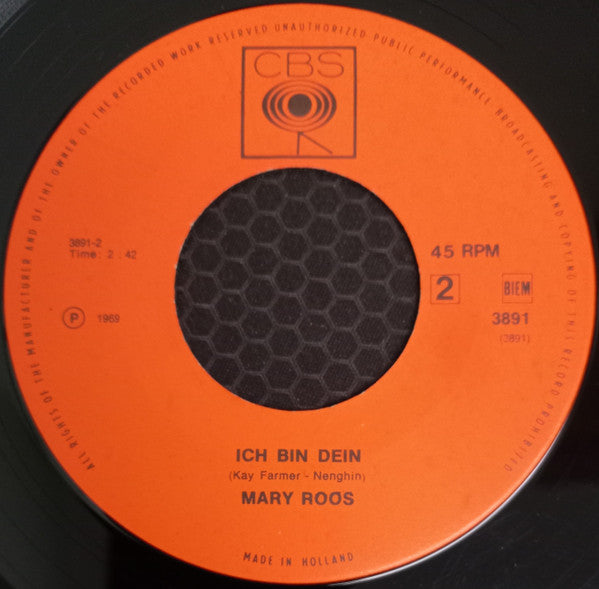 ALL RIGHTS OF THE MANUFACTURER AND OF THE OWNER OF THE RECORDED WORK RESERVED UNAUTHORIZED PUBLIC PERFORMANCE BROADCASTING AND COPYING OF THIS RECORD PROHIBITED
CBS
3891-2
Time: 2 : 42
45 RPM
2 BIEM
Ⓟ 1969
3891
(3891)
ICH BIN DEIN
(Kay Farmer - Nenghin)
MARY ROOS
MADE IN HOLLAND